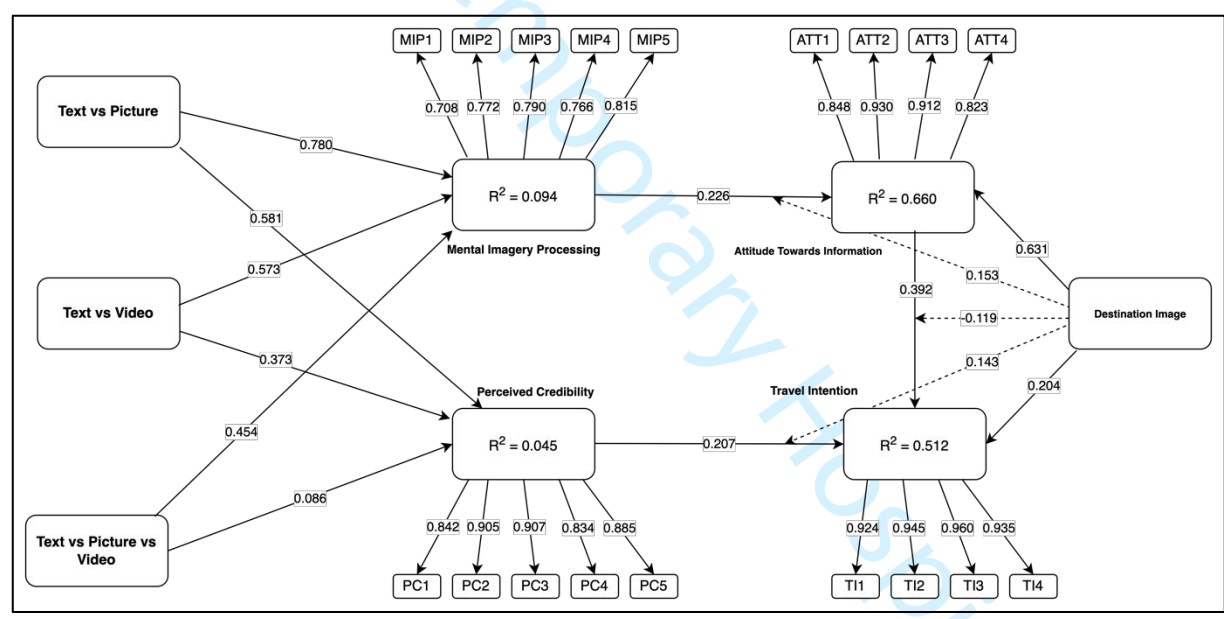 MIP1 MIP2 MIP3 MIP4 MIP5 ATT1 ATT2 ATT3 ATT4
Text vs Picture
0.708 0.772 0.790 0.766 0.815 0.848 0.930 0.912 0.823
0.780
R² = 0.094 0.226 R² = 0.660
0.581
Mental Imagery Processing Attitude Towards Information 0.631
0.573 0.153
0.392
Text vs Video -0.119 Destination Image
0.373 0.143
Perceived Credibility Travel Intention 0.204
0.454
R² = 0.045 0.207 R² = 0.512
0.086
0.842 0.905 0.907 0.834 0.885 0.924 0.945 0.960 0.935
Text vs Picture vs
Video
PC1 PC2 PC3 PC4 PC5 TI1 TI2 TI3 TI4